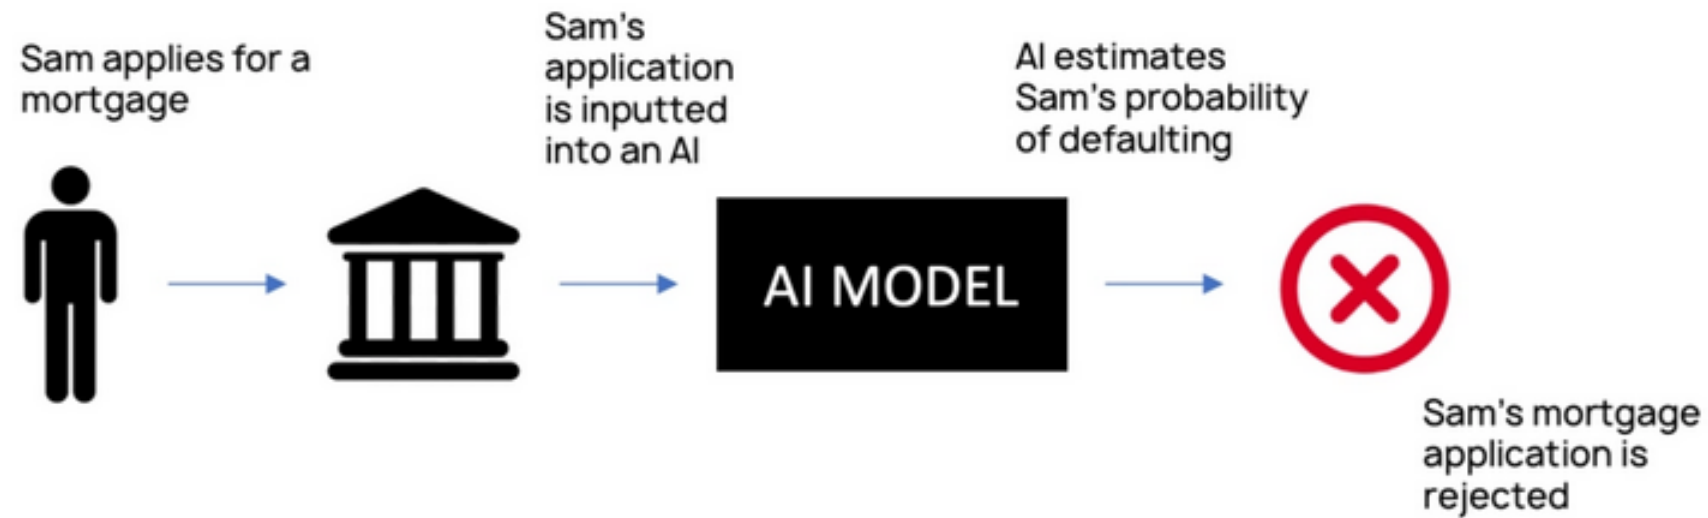 Sam applies for a
mortgage
Sam's
application
is inputted
into an AI
AI estimates
Sam's probability
of defaulting
AI MODEL
Sam's mortgage
application is
rejected